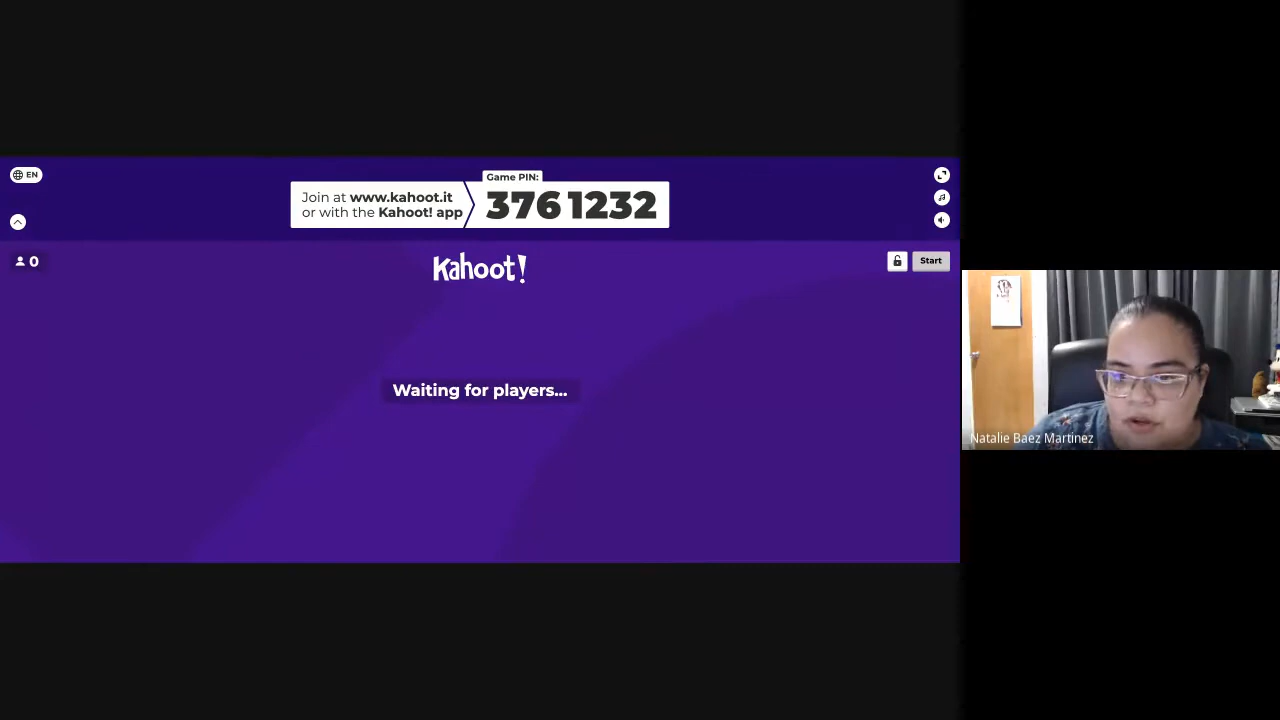 EN
Game PIN:
Join at www.kahoot.it
or with the Kahoot! app
376 1232
0
Kahoot!
Start
Waiting for players...
Natalie Baez Martinez